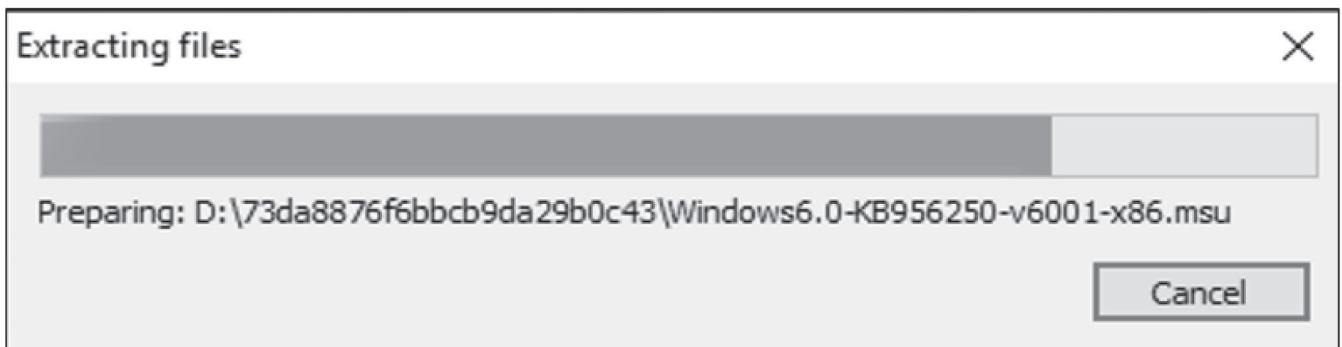 Extracting files
Preparing: D:\73da8876f6bbcb9da29b0c43\Windows6.0-KB956250-v6001-x86.msu
Cancel